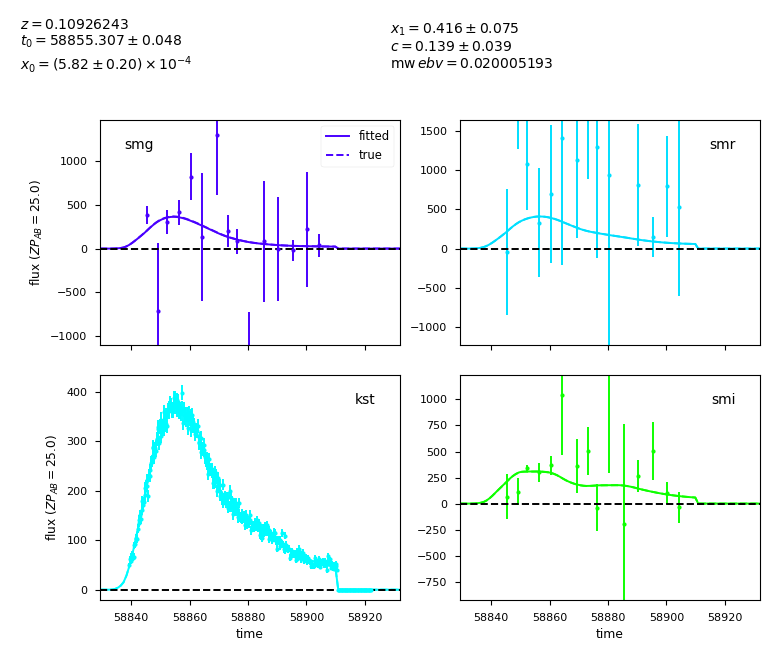 z = 0.10926243
t₀ = 58855.307 ± 0.048
x₀ = (5.82 ± 0.20) × 10⁻⁴
x₁ = 0.416 ± 0.075
c = 0.139 ± 0.039
mw ebv = 0.020005193
smg
fitted
true
1000
500
0
−500
−1000
flux (ZP_AB = 25.0)
smr
1500
1000
500
0
−500
−1000
kst
400
300
200
100
0
flux (ZP_AB = 25.0)
58840 58860 58880 58900 58920
time
smi
1000
750
500
250
0
−250
−500
−750
58840 58860 58880 58900 58920
time